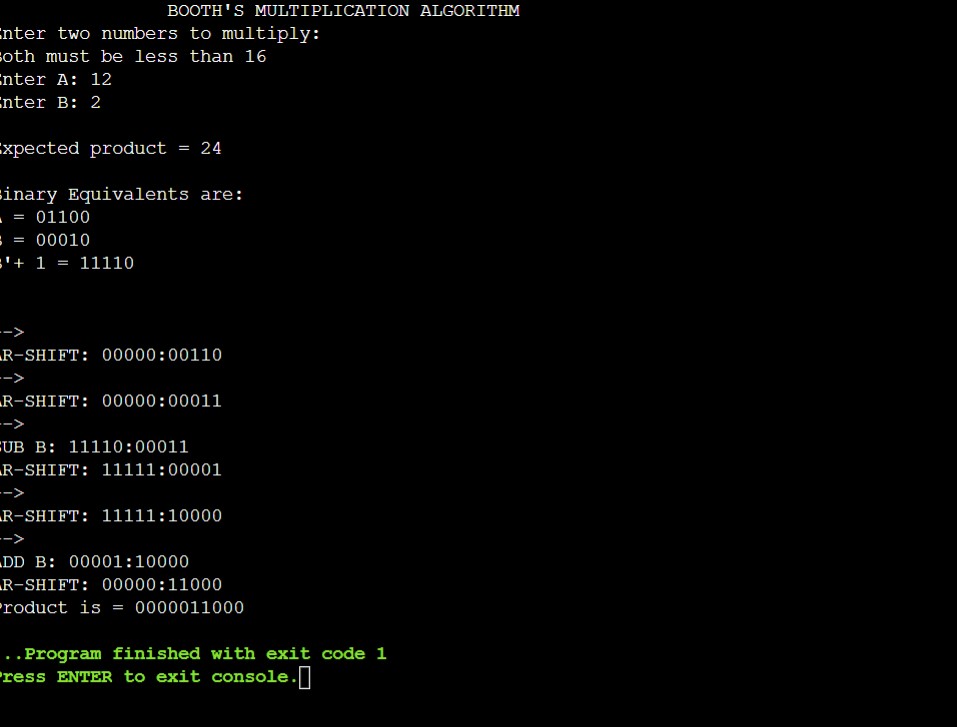 BOOTH'S MULTIPLICATION ALGORITHM
Enter two numbers to multiply:
Both must be less than 16
Enter A: 12
Enter B: 2
Expected product = 24
Binary Equivalents are:
A = 01100
B = 00010
B'+ 1 = 11110
-->
AR-SHIFT: 00000:00110
-->
AR-SHIFT: 00000:00011
-->
SUB B: 11110:00011
AR-SHIFT: 11111:00001
-->
AR-SHIFT: 11111:10000
-->
ADD B: 00001:10000
AR-SHIFT: 00000:11000
Product is = 0000011000
...Program finished with exit code 1
Press ENTER to exit console.